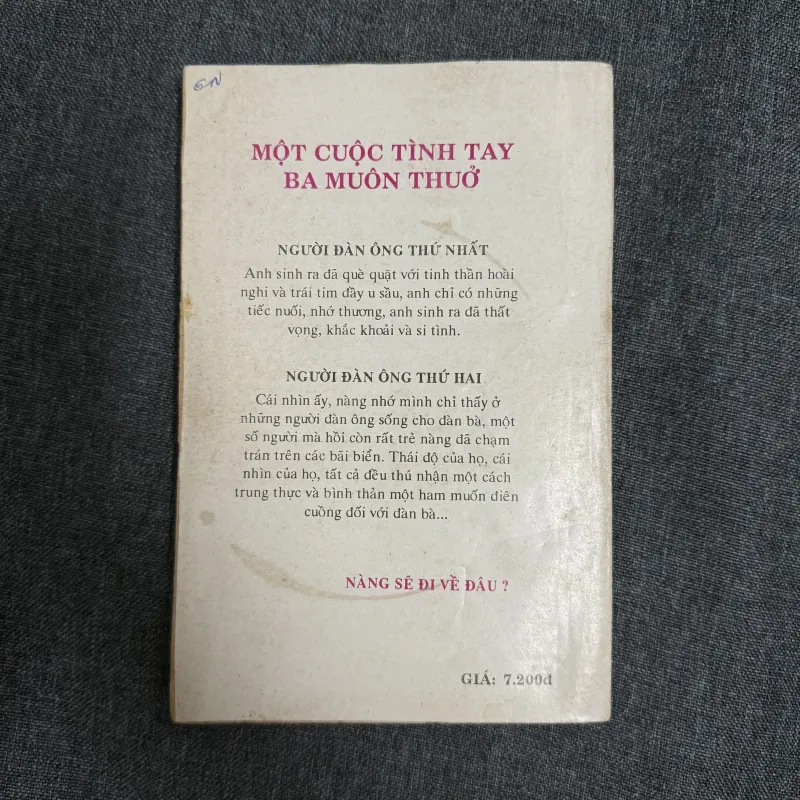 GN
MỘT CUỘC TÌNH TAY
BA MUÔN THUỞ
NGƯỜI ĐÀN ÔNG THỨ NHẤT
Anh sinh ra đã què quặt với tinh thần hoài
nghi và trái tim đầy u sầu, anh chỉ có những
tiếc nuối, nhớ thương, anh sinh ra đã thất
vọng, khắc khoải và si tình.
NGƯỜI ĐÀN ÔNG THỨ HAI
Cái nhìn ấy, nàng nhớ mình chỉ thấy ở
những người đàn ông sống cho đàn bà, một
số người mà hồi còn rất trẻ nàng đã chạm
trán trên các bãi biển. Thái độ của họ, cái
nhìn của họ, tất cả đều thú nhận một cách
trung thực và bình thản một ham muốn điên
cuồng đối với đàn bà...
NÀNG SẼ ĐI VỀ ĐÂU ?
GIÁ: 7.200đ